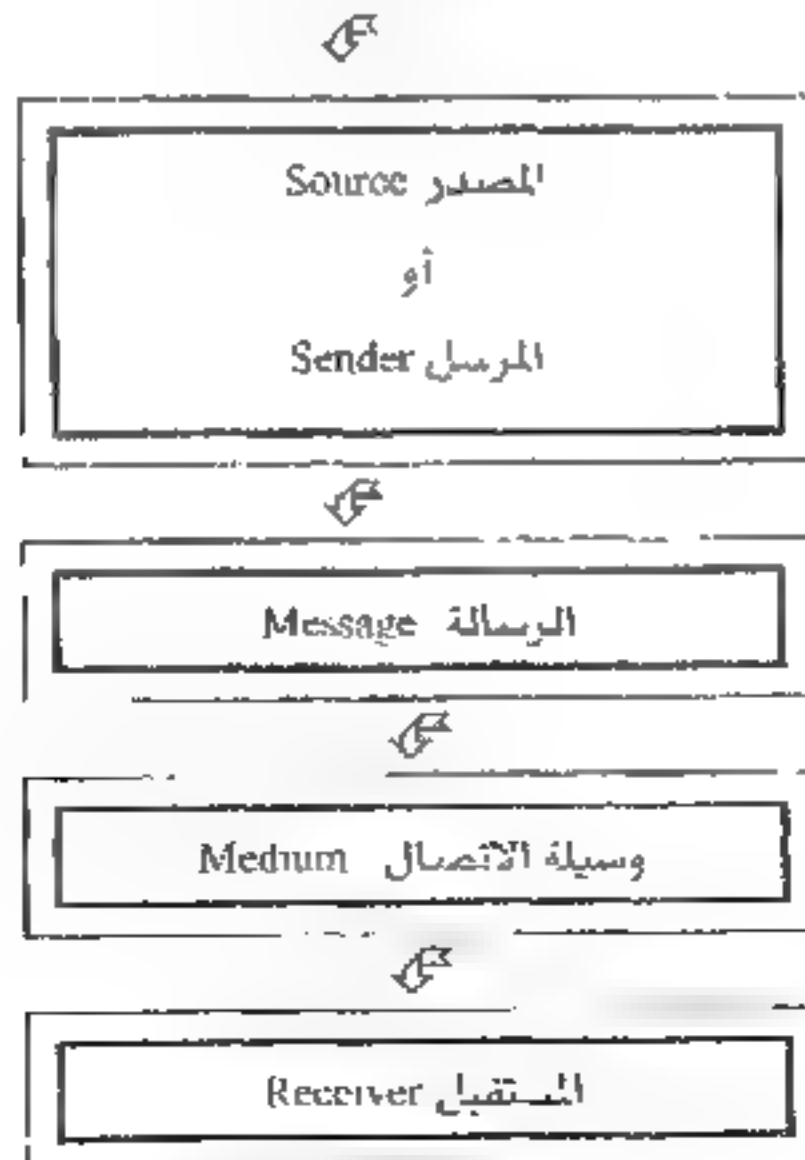 المصدر Source
أو
المرسل Sender
الرسالة Message
وسيلة الاتصال Medium
المستقبل Receiver